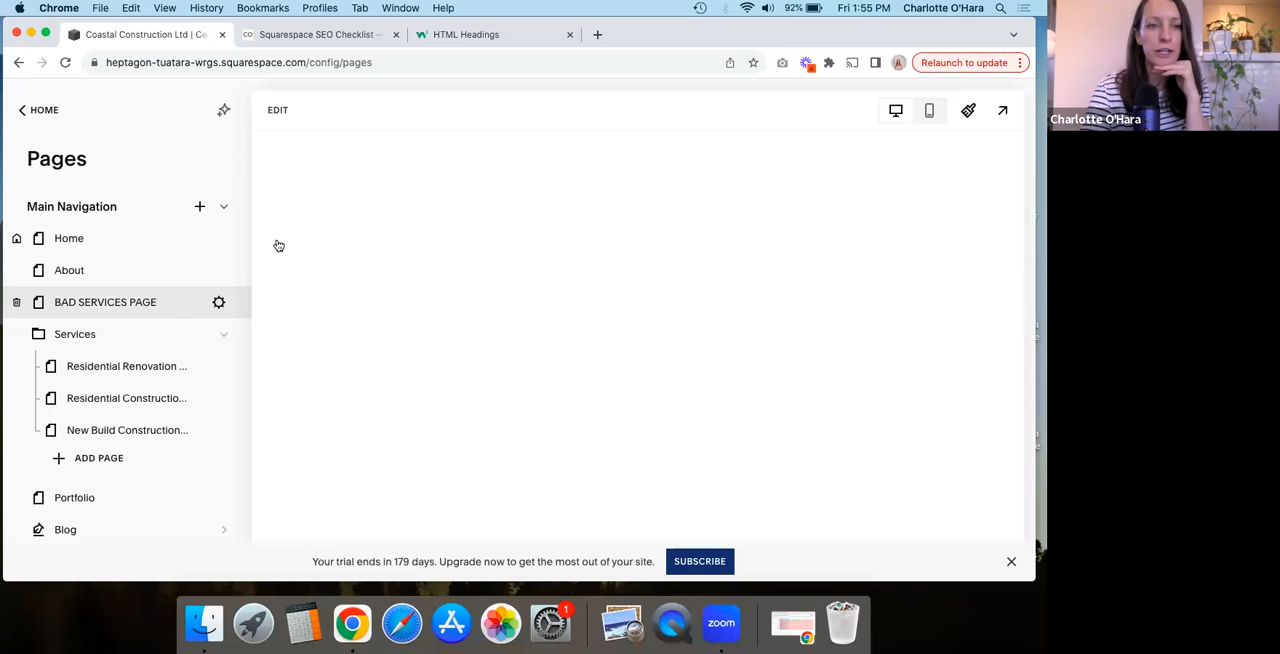 Chrome File Edit View History Bookmarks Profiles Tab Window Help 92% Fri 1:55 PM Charlotte O'Hara
Coastal Construction Ltd | Ce
Squarespace SEO Checklist —
HTML Headings
heptagon-tuatara-wrgs.squarespace.com/config/pages
Relaunch to update
Charlotte O'Hara
HOME
EDIT
Pages
Main Navigation
Home
About
BAD SERVICES PAGE
Services
Residential Renovation ...
Residential Constructio...
New Build Construction...
ADD PAGE
Portfolio
Blog
Your trial ends in 179 days. Upgrade now to get the most out of your site. SUBSCRIBE
1
zoom